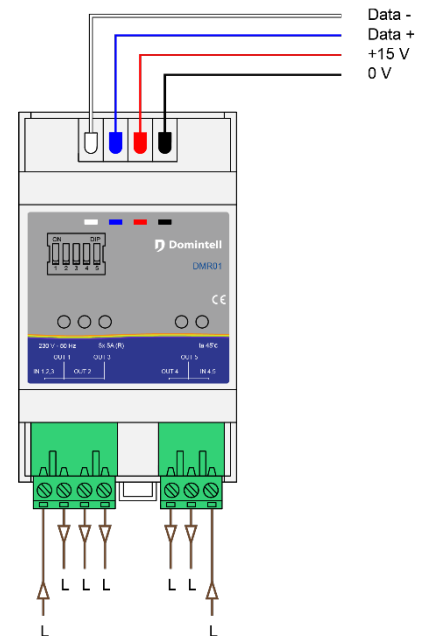 Data -
Data +
+15 V
0 V
ON DIP
1 2 3 4 5
Domintell
DMR01
CE
230 V - 60 Hz 5x 5A (R) ta 45°c
OUT 1 OUT 3 OUT 5
IN 1,2,3 OUT 2 OUT 4 IN 4,5
L L L L L
L L